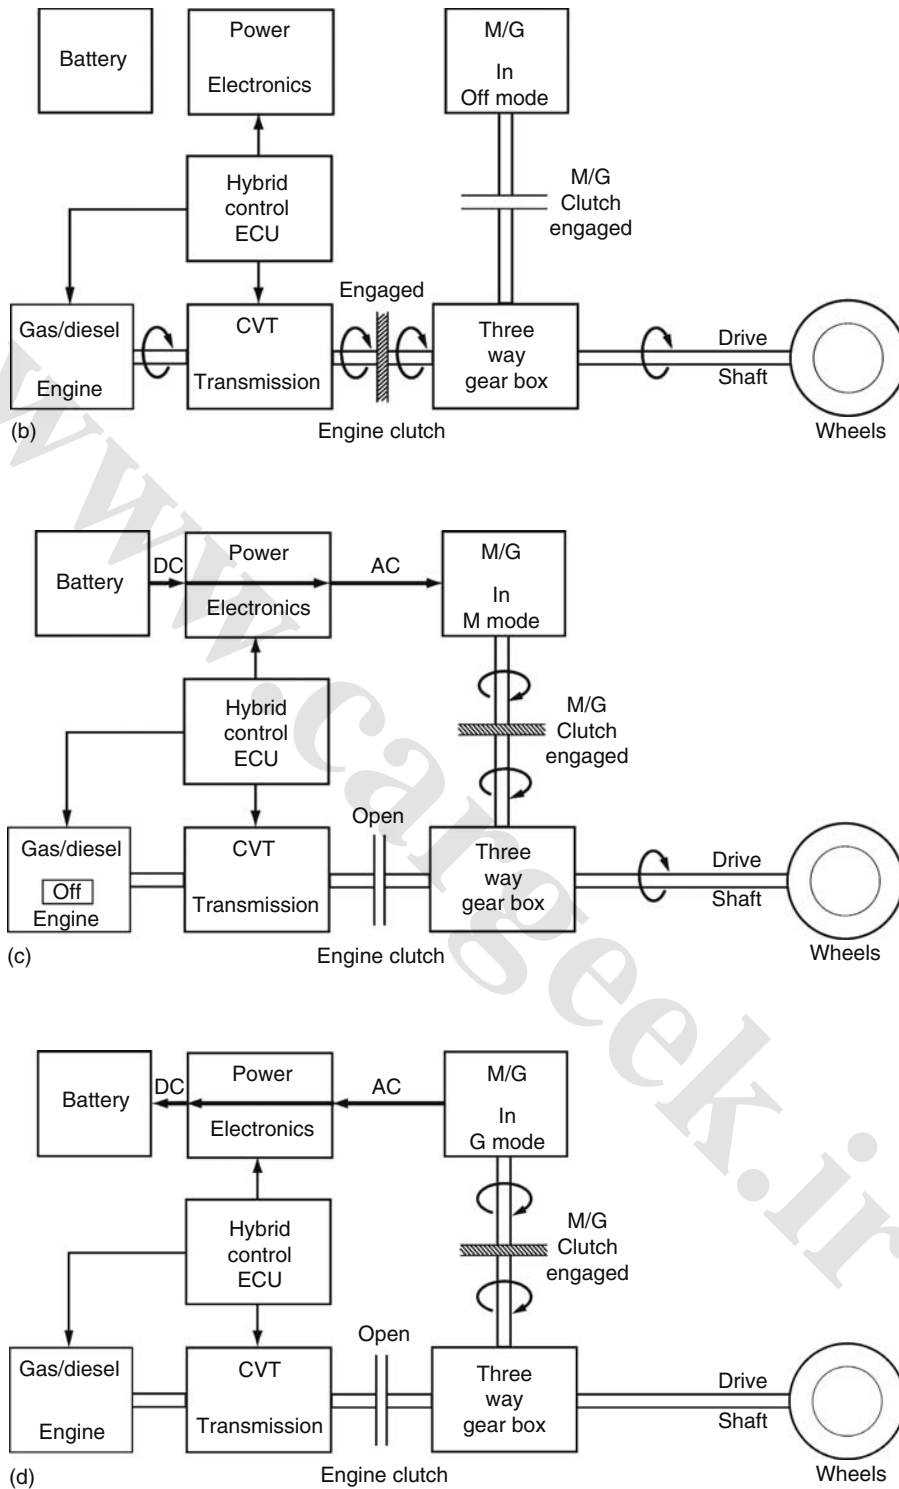 Battery
Power
Electronics
M/G
In
Off mode
Hybrid
control
ECU
M/G
Clutch
engaged
Gas/diesel
Engine
CVT
Transmission
Engaged
Engine clutch
Three
way
gear box
Drive
Shaft
Wheels
(b)
Battery
DC
Power
Electronics
AC
M/G
In
M mode
Hybrid
control
ECU
M/G
Clutch
engaged
Gas/diesel
Off
Engine
CVT
Transmission
Open
Engine clutch
Three
way
gear box
Drive
Shaft
Wheels
(c)
Battery
DC
Power
Electronics
AC
M/G
In
G mode
Hybrid
control
ECU
M/G
Clutch
engaged
Gas/diesel
Engine
CVT
Transmission
Open
Engine clutch
Three
way
gear box
Drive
Shaft
Wheels
(d)
www.cargeek.ir